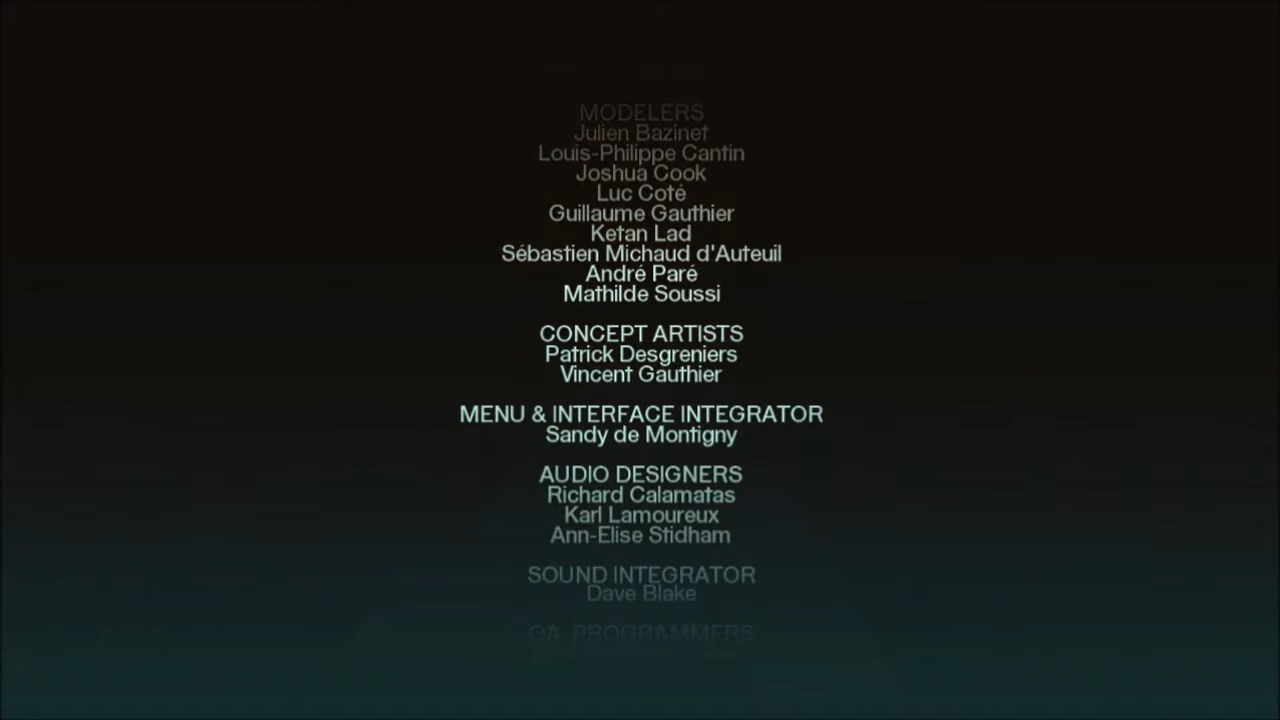 MODELERS
Julien Bazinet
Louis-Philippe Cantin
Joshua Cook
Luc Coté
Guillaume Gauthier
Ketan Lad
Sébastien Michaud d'Auteuil
André Paré
Mathilde Soussi
CONCEPT ARTISTS
Patrick Desgreniers
Vincent Gauthier
MENU & INTERFACE INTEGRATOR
Sandy de Montigny
AUDIO DESIGNERS
Richard Calamatas
Karl Lamoureux
Ann-Elise Stidham
SOUND INTEGRATOR
Dave Blake
QA PROGRAMMERS